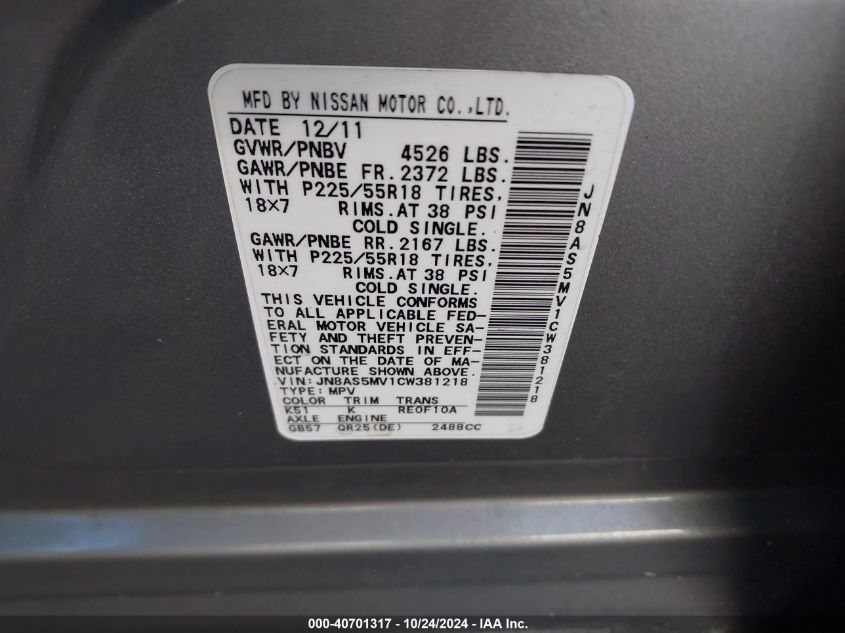 MFD BY NISSAN MOTOR CO.,LTD.
DATE 12/11
GVWR/PNBV 4526 LBS.
GAWR/PNBE FR. 2372 LBS.
WITH P225/55R18 TIRES,
18×7 RIMS. AT 38 PSI
COLD SINGLE.
GAWR/PNBE RR. 2167 LBS.
WITH P225/55R18 TIRES,
18×7 RIMS. AT 38 PSI
COLD SINGLE.
THIS VEHICLE CONFORMS
TO ALL APPLICABLE FED-
ERAL MOTOR VEHICLE SA-
FETY AND THEFT PREVEN-
TION STANDARDS IN EFF-
ECT ON THE DATE OF MA-
NUFACTURE SHOWN ABOVE.
VIN: JN8AS5MV1CW381218
TYPE: MPV
COLOR TRIM TRANS
K51 K RE0F10A
AXLE ENGINE
GB57 QR25(DE) 2488CC
JN8AS5MV1CW381218
000-40701317 - 10/24/2024 - IAA Inc.